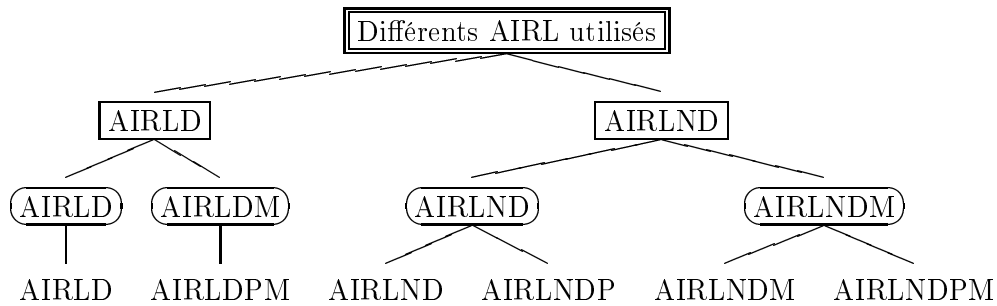 Différents AIRL utilisés
AIRLD AIRLND
AIRLD AIRLDM AIRLND AIRLNDM
AIRLD AIRLDPM AIRLND AIRLNDP AIRLNDM AIRLNDPM